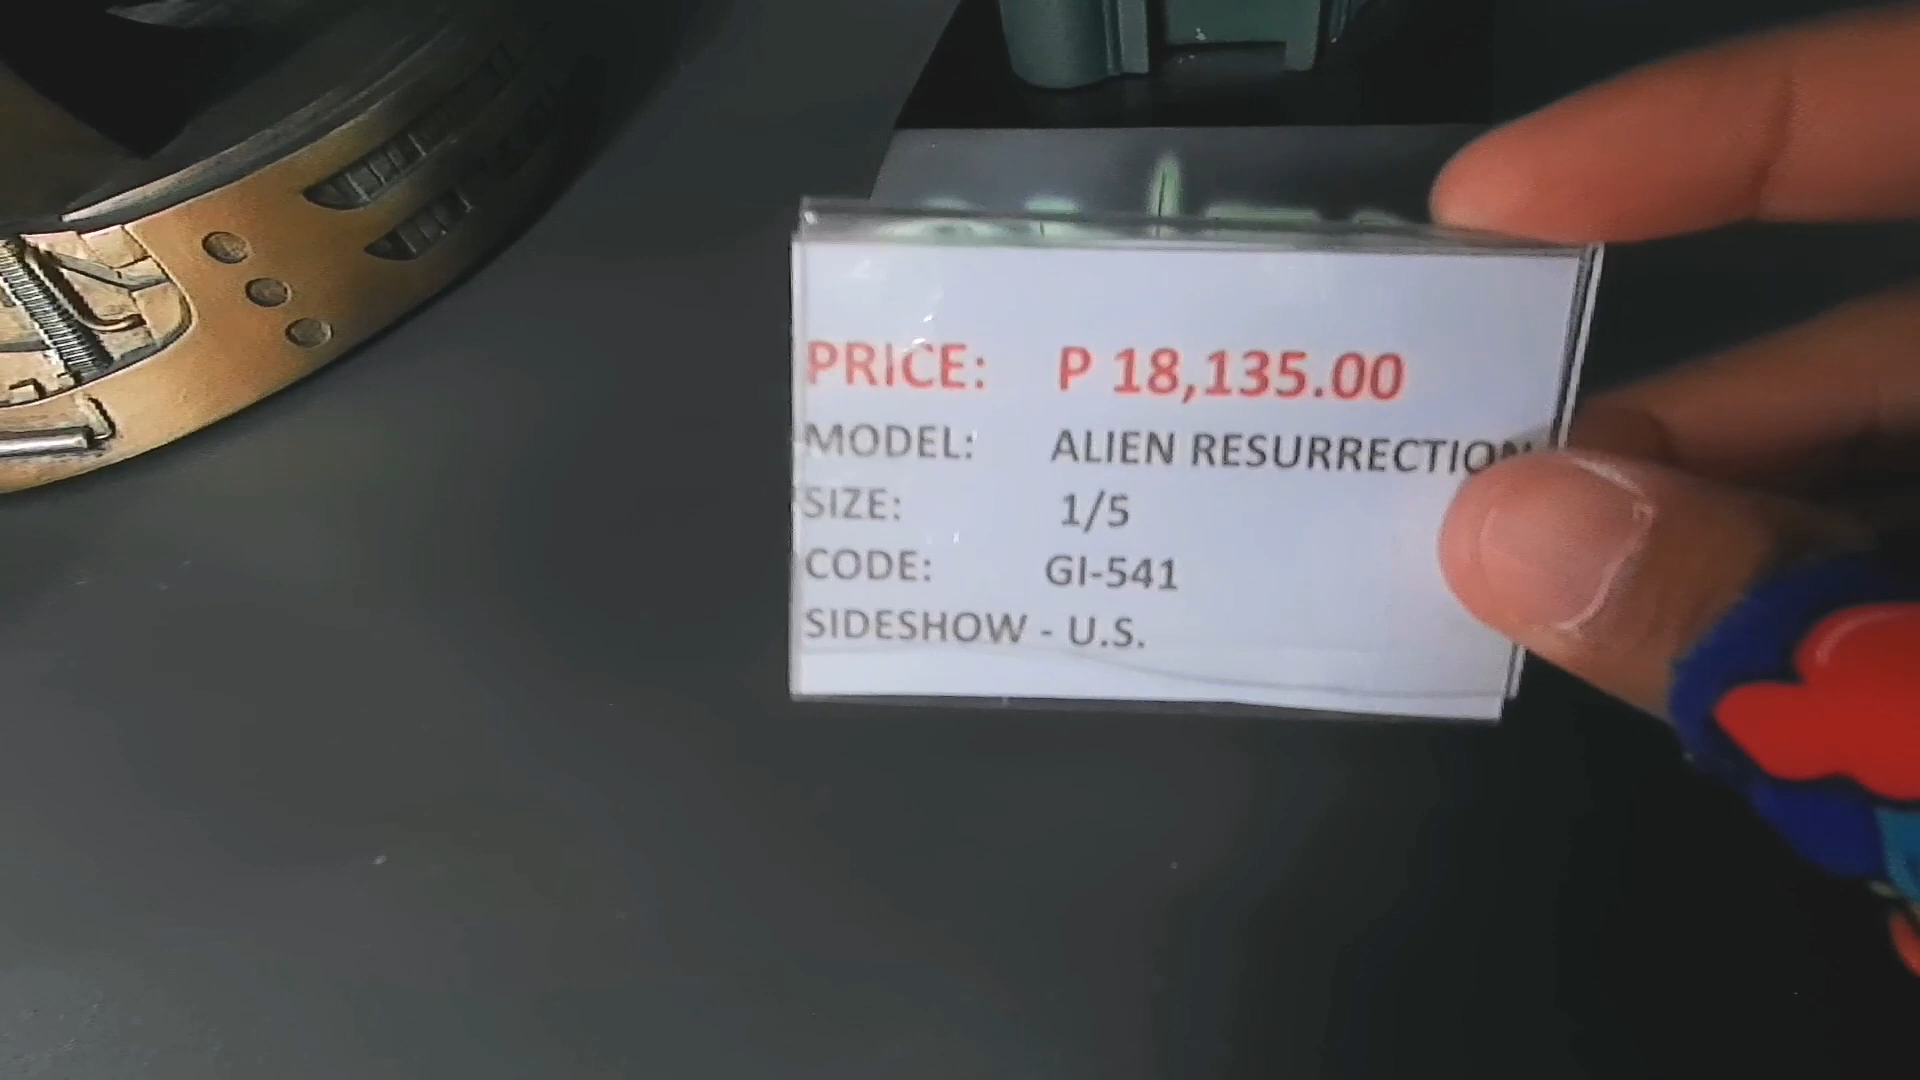 PRICE: P 18,135.00
MODEL: ALIEN RESURRECTION
SIZE: 1/5
CODE: GI-541
SIDESHOW - U.S.